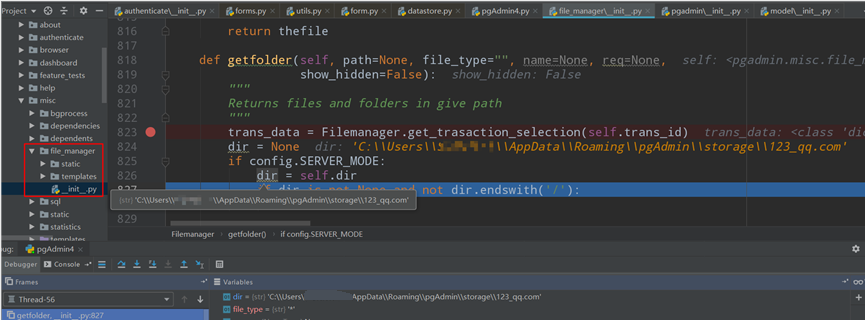 Project
authenticate\__init__.py
forms.py
utils.py
form.py
datastore.py
pgAdmin4.py
file_manager\__init__.py
pgadmin\__init__.py
model\__init__.py
about
authenticate
browser
dashboard
feature_tests
help
misc
bgprocess
dependencies
dependents
file_manager
static
templates
__init__.py
sql
static
statistics
templates
816 return thefile
817
818 def getfolder(self, path=None, file_type="", name=None, req=None, self: <pgadmin.misc.file_m
819 show_hidden=False): show_hidden: False
820 """
821 Returns files and folders in give path
822 """
823 trans_data = Filemanager.get_trasaction_selection(self.trans_id) trans_data: <class 'dic
824 dir = None dir: 'C:\\Users\\ \\AppData\\Roaming\\pgAdmin\\storage\\123_qq.com'
825 if config.SERVER_MODE:
826 dir = self.dir
827 dir is not None and not dir.endswith('/'):
{str} 'C:\\Users\\ \\AppData\\Roaming\\pgAdmin\\storage\\123_qq.com'
829
Filemanager getfolder() if config.SERVER_MODE
bug: pgAdmin4
Debugger Console
Frames
Variables
Thread-56
getfolder, __init__.py:827
dir = {str} 'C:\\Users\ AppData\\Roaming\\pgAdmin\\storage\\123_qq.com'
file_type = {str} '*'